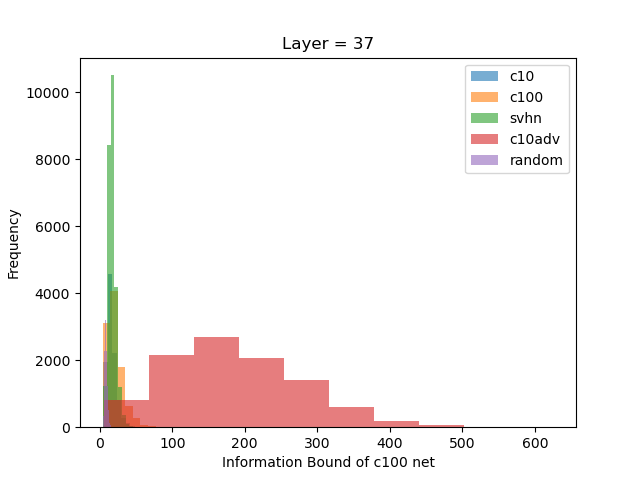 Layer = 37
10000
8000
6000
4000
2000
0
Frequency
c10
c100
svhn
c10adv
random
0 100 200 300 400 500 600
Information Bound of c100 net